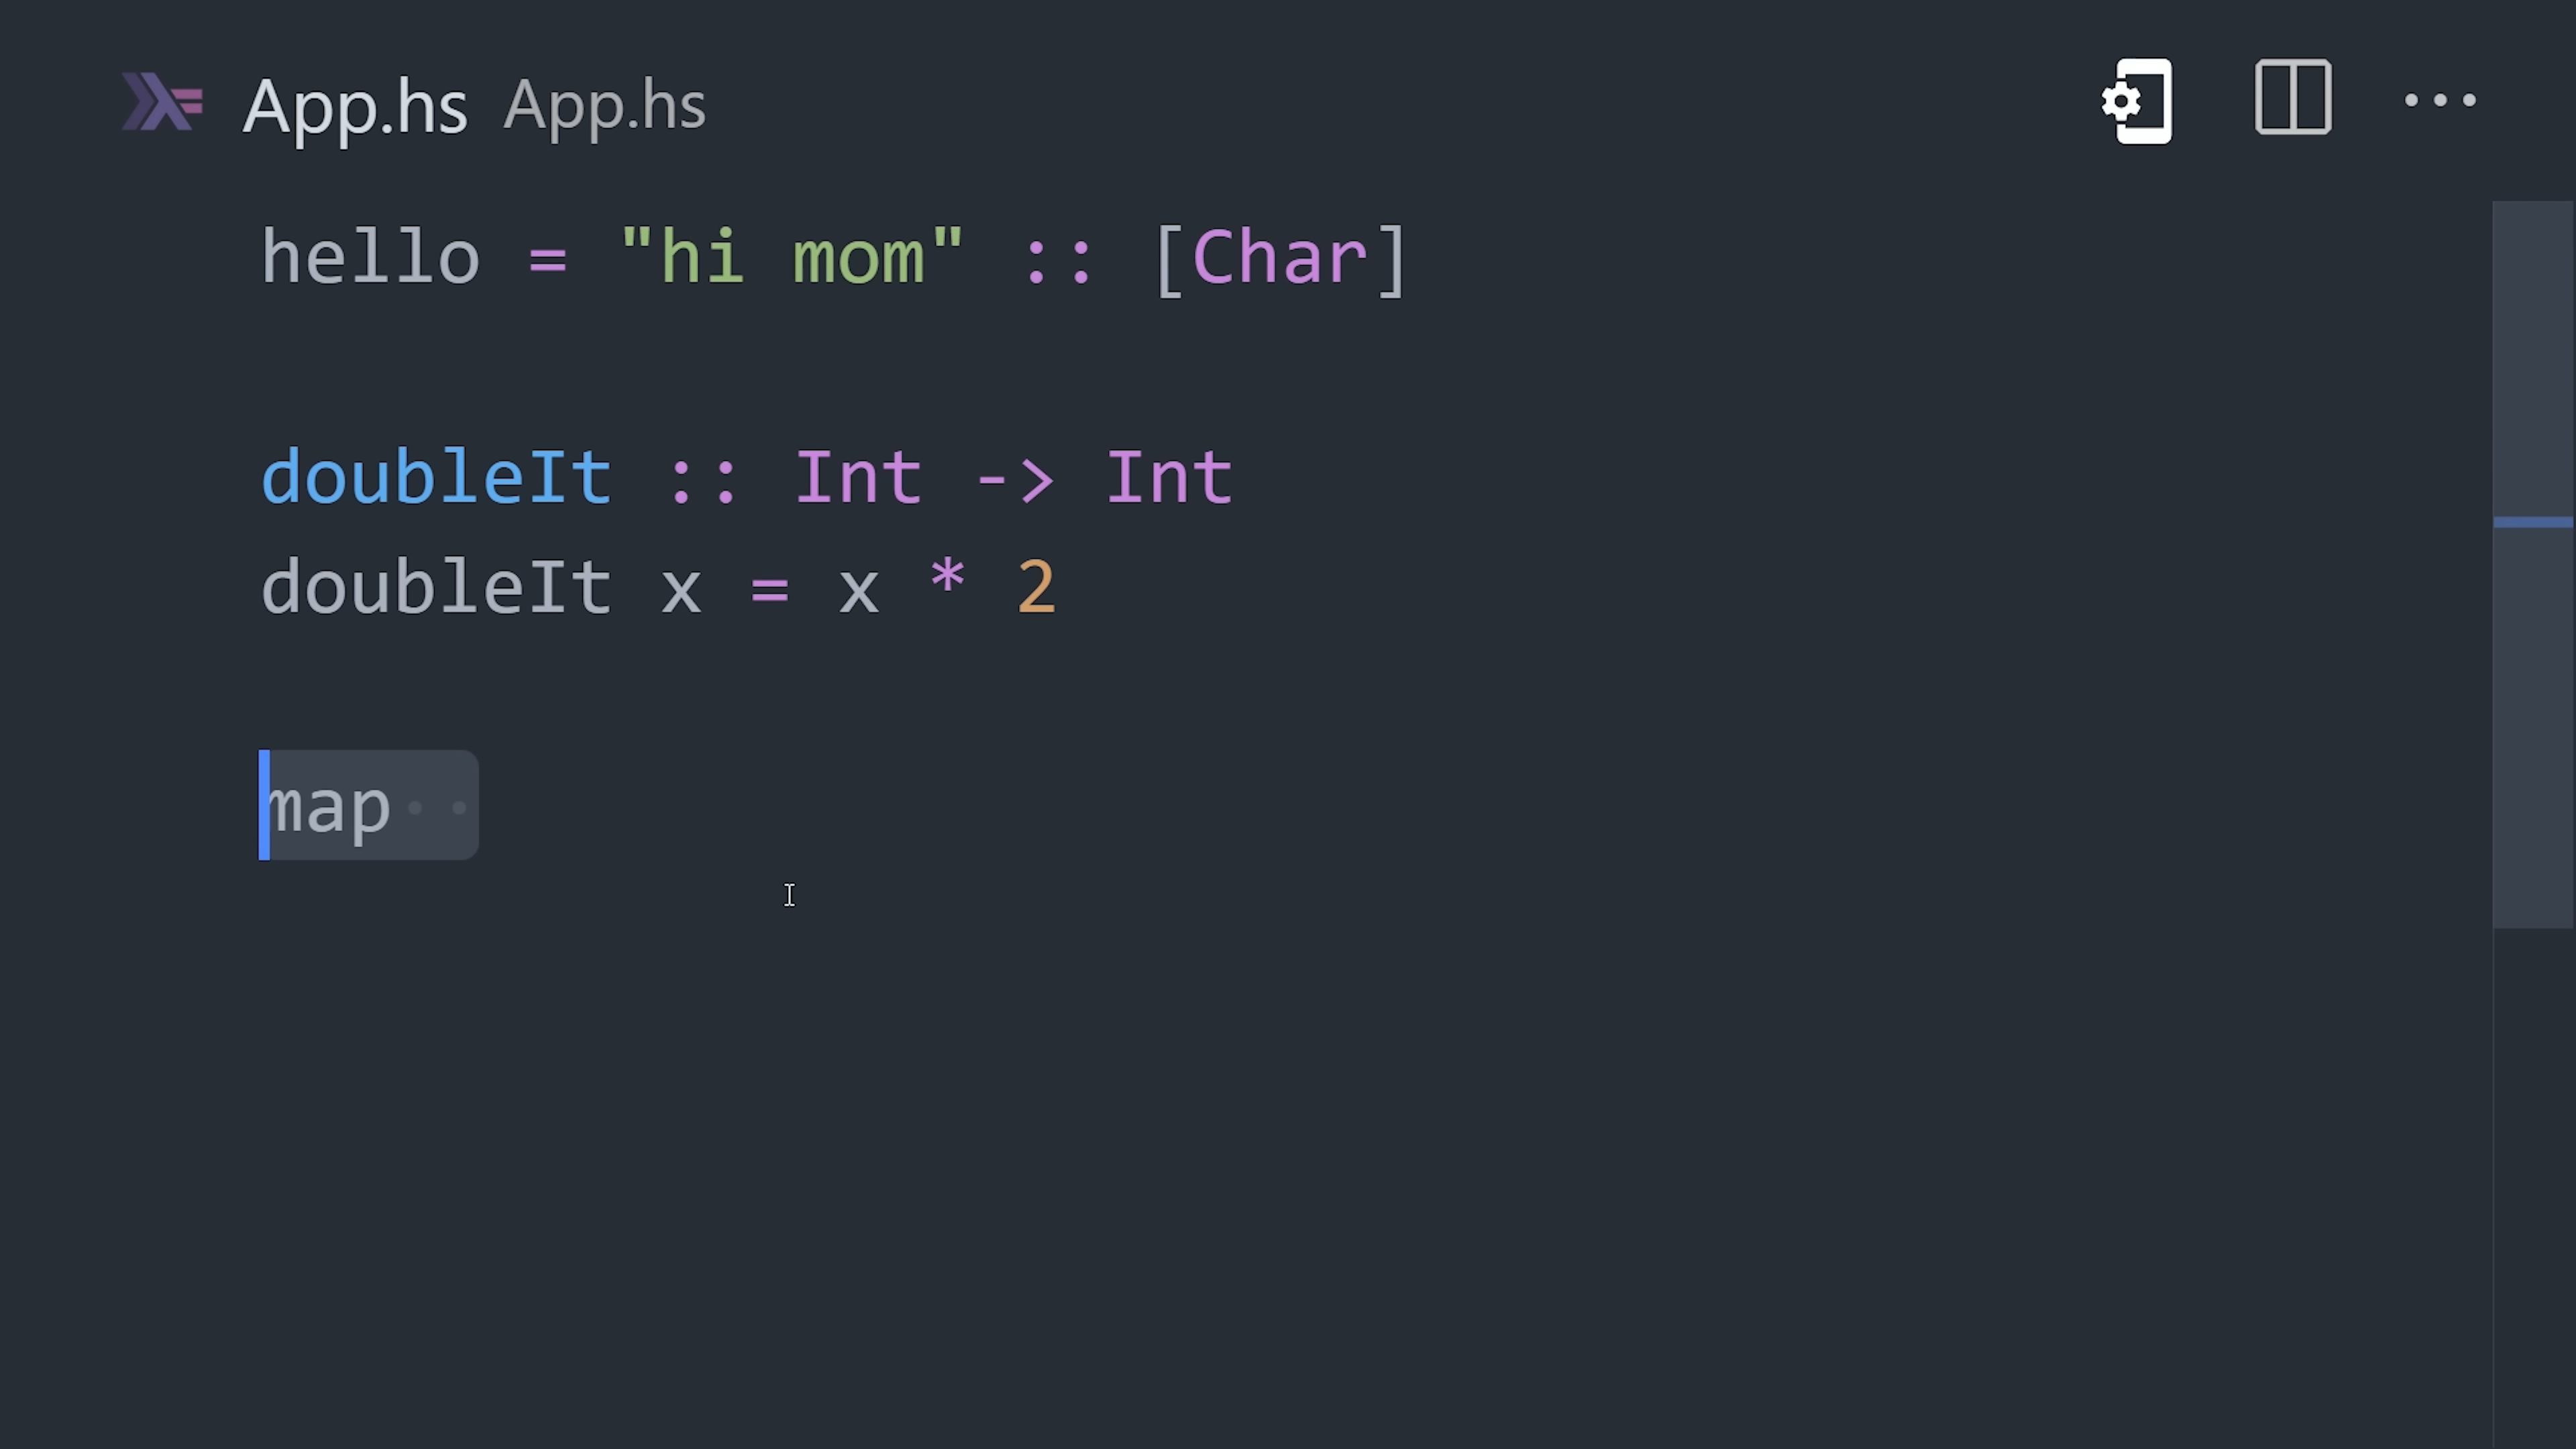 App.hs App.hs
hello = "hi mom" :: [Char]
doubleIt :: Int -> Int
doubleIt x = x * 2
map